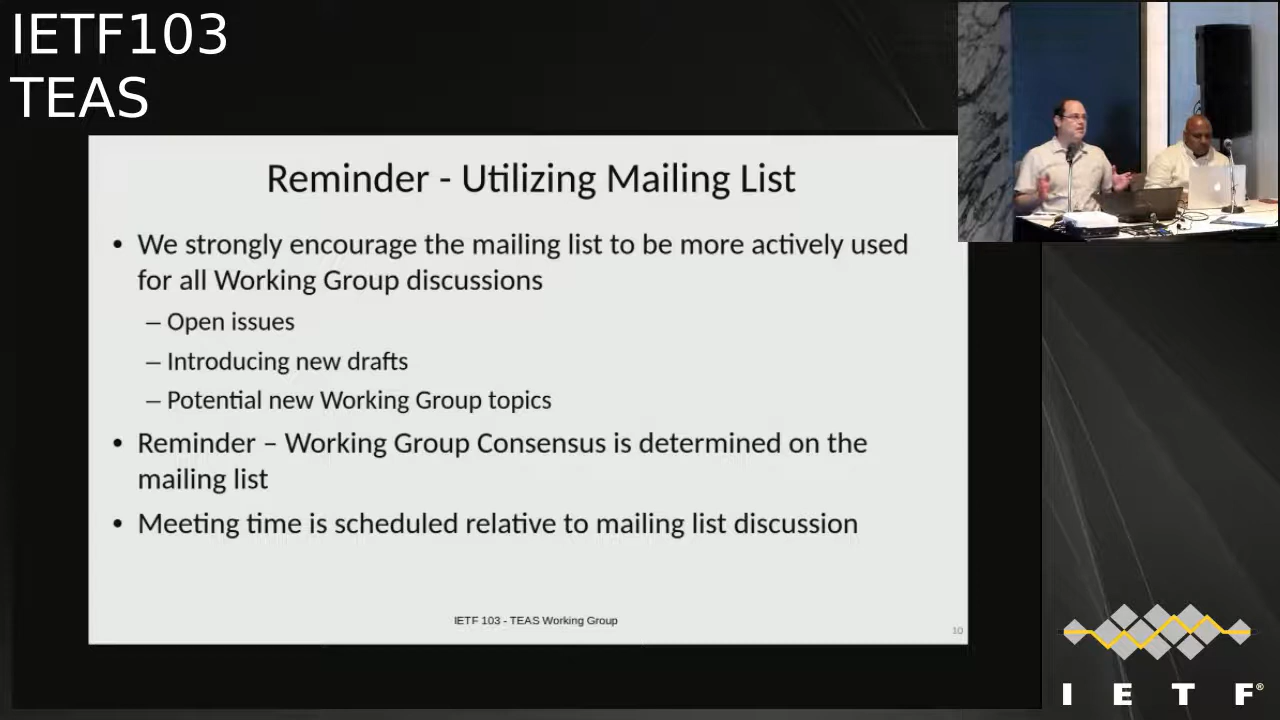 IETF103
TEAS
Reminder - Utilizing Mailing List
• We strongly encourage the mailing list to be more actively used
for all Working Group discussions
– Open issues
– Introducing new drafts
– Potential new Working Group topics
• Reminder – Working Group Consensus is determined on the
mailing list
• Meeting time is scheduled relative to mailing list discussion
IETF 103 - TEAS Working Group
10
I E T F®